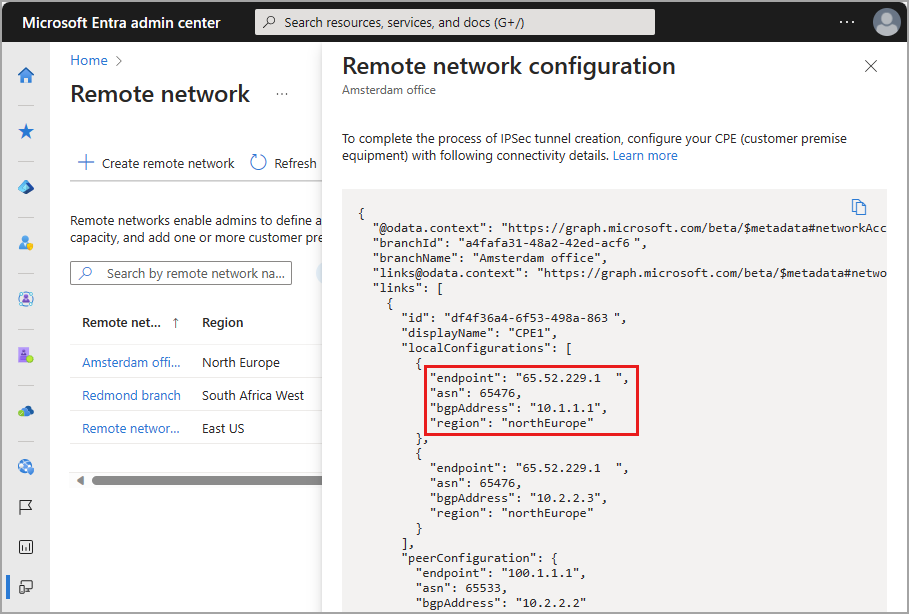 Microsoft Entra admin center
Search resources, services, and docs (G+/)
Home
Remote network
Create remote network
Refresh
Remote networks enable admins to define a
capacity, and add one or more customer pre
Search by remote network na...
Remote net... ↑ Region
Amsterdam offi... North Europe
Redmond branch South Africa West
Remote networ... East US
Remote network configuration
Amsterdam office
To complete the process of IPSec tunnel creation, configure your CPE (customer premise
equipment) with following connectivity details. Learn more
{
"@odata.context": "https://graph.microsoft.com/beta/$metadata#networkAcc
"branchId": "a4fafa31-48a2-42ed-acf6 ",
"branchName": "Amsterdam office",
"links@odata.context": "https://graph.microsoft.com/beta/$metadata#netwo
"links": [
{
"id": "df4f36a4-6f53-498a-863 ",
"displayName": "CPE1",
"localConfigurations": [
{
"endpoint": "65.52.229.1  ",
"asn": 65476,
"bgpAddress": "10.1.1.1",
"region": "northEurope"
},
{
"endpoint": "65.52.229.1  ",
"asn": 65476,
"bgpAddress": "10.2.2.3",
"region": "northEurope"
}
],
"peerConfiguration": {
"endpoint": "100.1.1.1",
"asn": 65533,
"bgpAddress": "10.2.2.2"